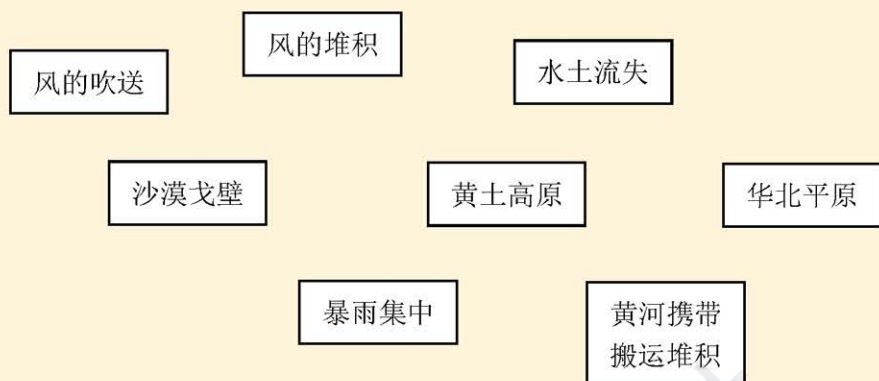 风的堆积
风的吹送
水土流失
沙漠戈壁
黄土高原
华北平原
暴雨集中
黄河携带
搬运堆积